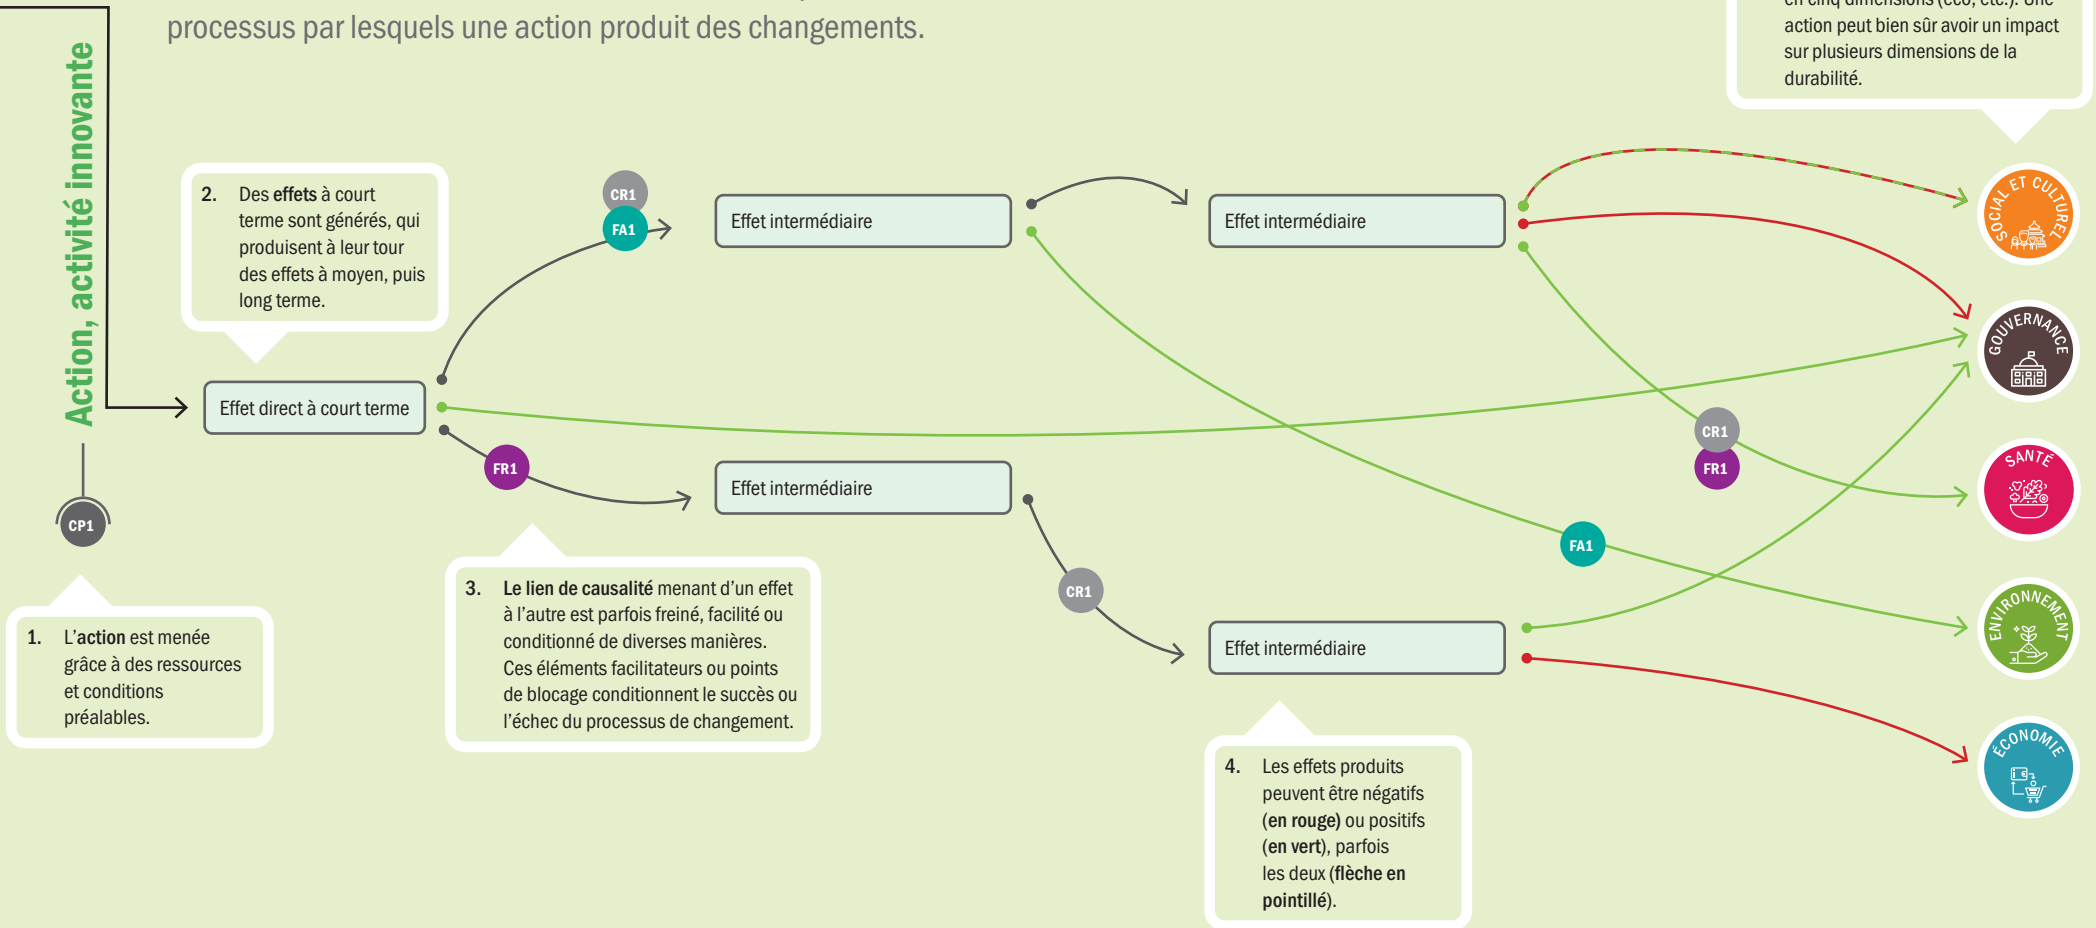 processus par lesquels une action produit des changements.
en cinq dimensions (éco, etc.). Une
action peut bien sûr avoir un impact
sur plusieurs dimensions de la
durabilité.
Action, activité innovante
CP1
1. L'action est menée
grâce à des ressources
et conditions
préalables.
2. Des effets à court
terme sont générés, qui
produisent à leur tour
des effets à moyen, puis
long terme.
Effet direct à court terme
CR1
FA1
Effet intermédiaire
Effet intermédiaire
FR1
Effet intermédiaire
3. Le lien de causalité menant d'un effet
à l'autre est parfois freiné, facilité ou
conditionné de diverses manières.
Ces éléments facilitateurs ou points
de blocage conditionnent le succès ou
l'échec du processus de changement.
CR1
Effet intermédiaire
4. Les effets produits
peuvent être négatifs
(en rouge) ou positifs
(en vert), parfois
les deux (flèche en
pointillé).
CR1
FR1
FA1
SOCIAL ET CULTUREL
GOUVERNANCE
SANTÉ
ENVIRONNEMENT
ÉCONOMIE